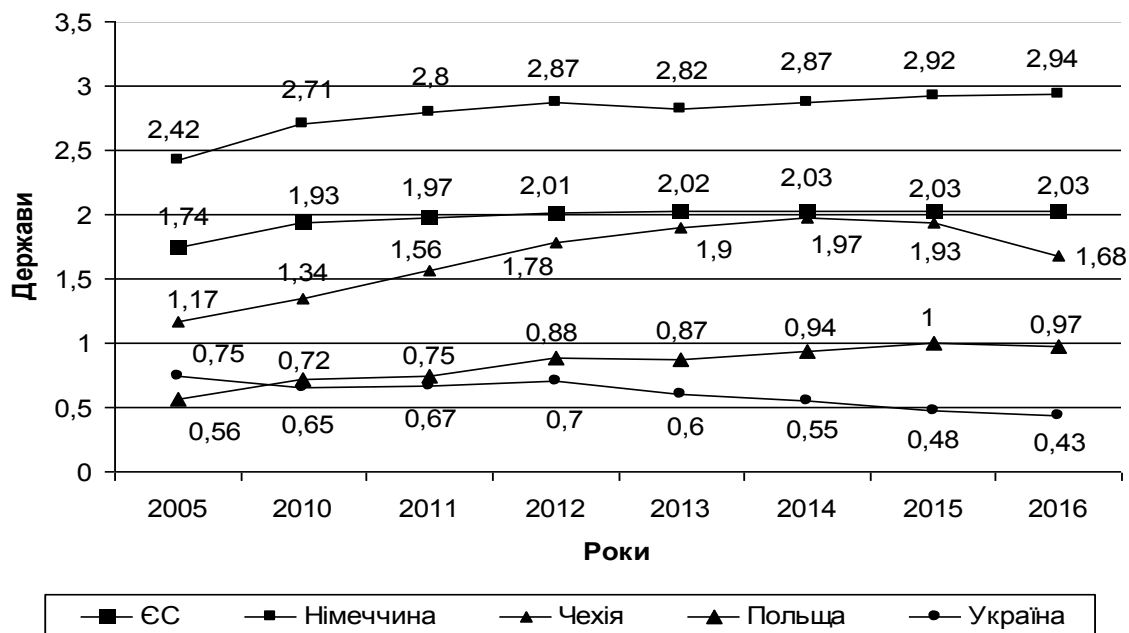 3,5
3
2,5
2
1,5
1
0,5
0
Держави
2,42 2,71 2,8 2,87 2,82 2,87 2,92 2,94
1,74 1,93 1,97 2,01 2,02 2,03 2,03 2,03
1,17 1,34 1,56 1,78 1,9 1,97 1,93 1,68
0,75 0,72 0,75 0,88 0,87 0,94 1 0,97
0,56 0,65 0,67 0,7 0,6 0,55 0,48 0,43
2005 2010 2011 2012 2013 2014 2015 2016
Роки
ЄС Німеччина Чехія Польща Україна